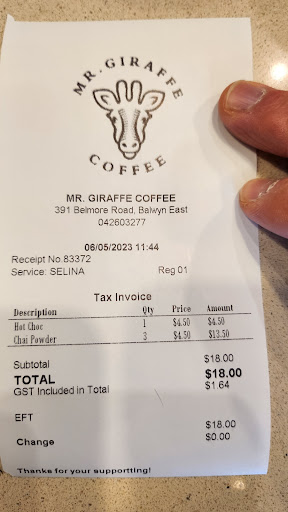 MR. GIRAFFE
COFFEE
MR. GIRAFFE COFFEE
391 Belmore Road, Balwyn East
042603277
06/05/2023 11:44
Receipt No.83372
Service: SELINA Reg 01
Tax Invoice
Description Qty Price Amount
Hot Choc 1 $4.50 $4.50
Chai Powder 3 $4.50 $13.50
Subtotal $18.00
TOTAL $18.00
GST Included in Total $1.64
EFT $18.00
Change $0.00
Thanks for your supportting!